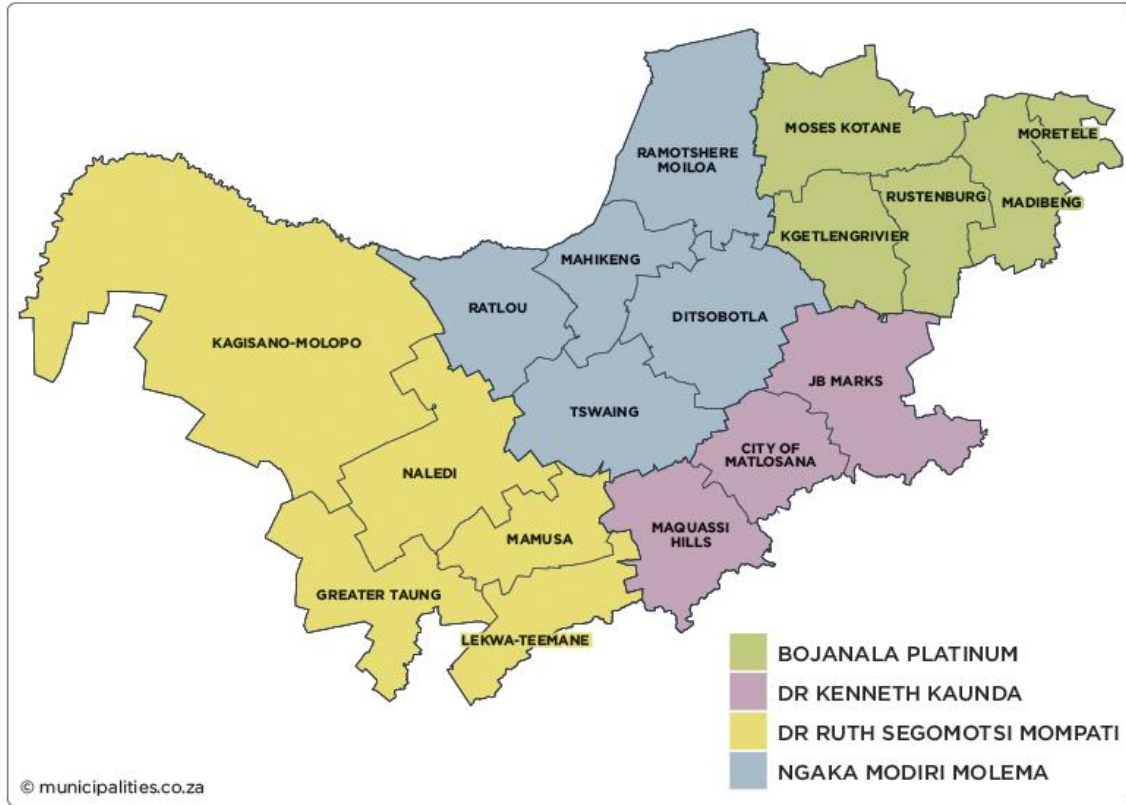 MOSES KOTANE
MORETELE
RAMOTSHERE
MOILOA
RUSTENBURG
MADIBENG
KGETLENGRIVIER
MAHIKENG
RATLOU
DITSOBOTLA
KAGISANO-MOLOPO
JB MARKS
TSWAING
CITY OF
MATLOSANA
NALEDI
MAMUSA
MAQUASSI
HILLS
GREATER TAUNG
LEKWA-TEEMANE
BOJANALA PLATINUM
DR KENNETH KAUNDA
DR RUTH SEGOMOTSI MOMPATI
NGAKA MODIRI MOLEMA
© municipalities.co.za